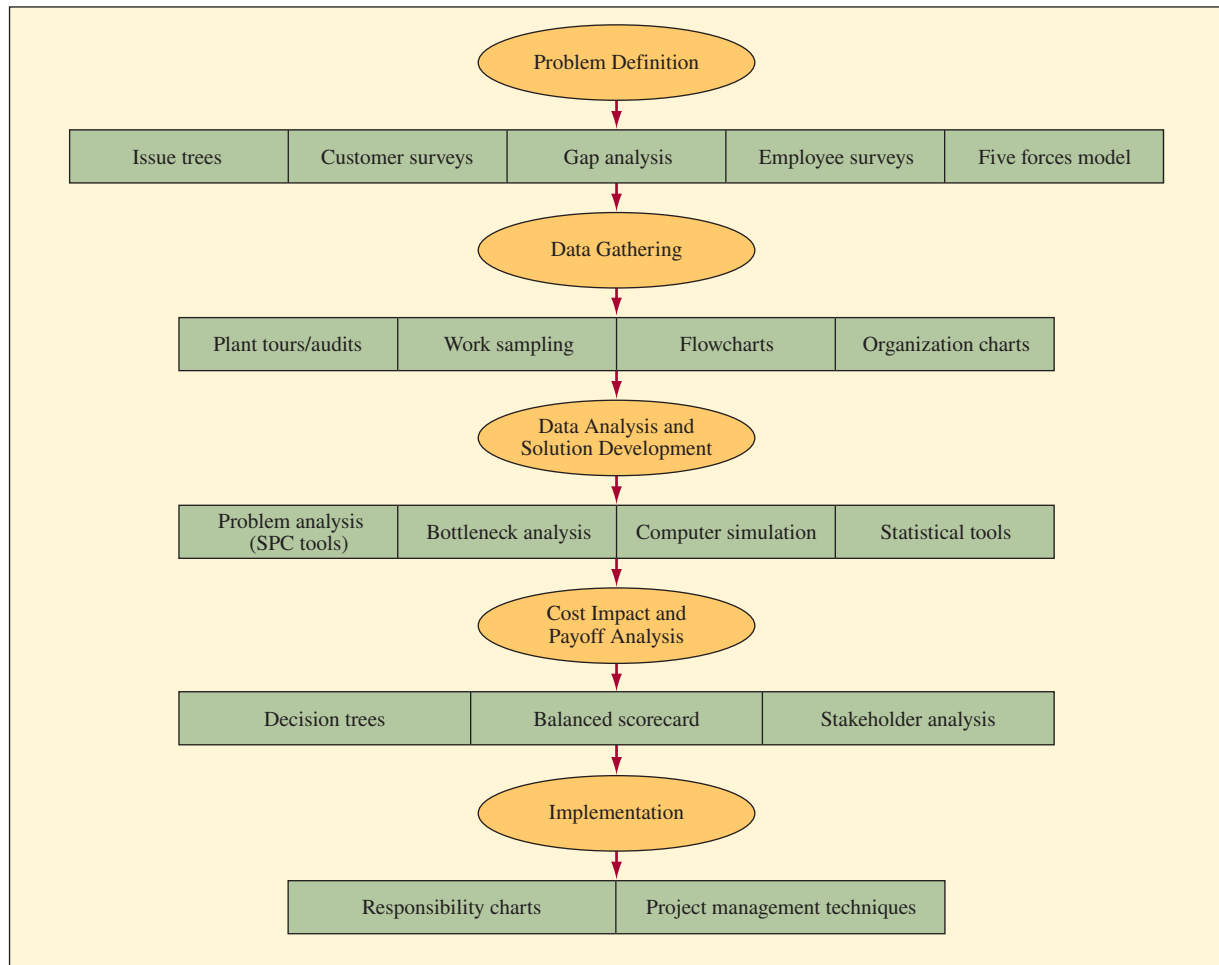 Problem Definition
Issue trees
Customer surveys
Gap analysis
Employee surveys
Five forces model
Data Gathering
Plant tours/audits
Work sampling
Flowcharts
Organization charts
Data Analysis and
Solution Development
Problem analysis
(SPC tools)
Bottleneck analysis
Computer simulation
Statistical tools
Cost Impact and
Payoff Analysis
Decision trees
Balanced scorecard
Stakeholder analysis
Implementation
Responsibility charts
Project management techniques